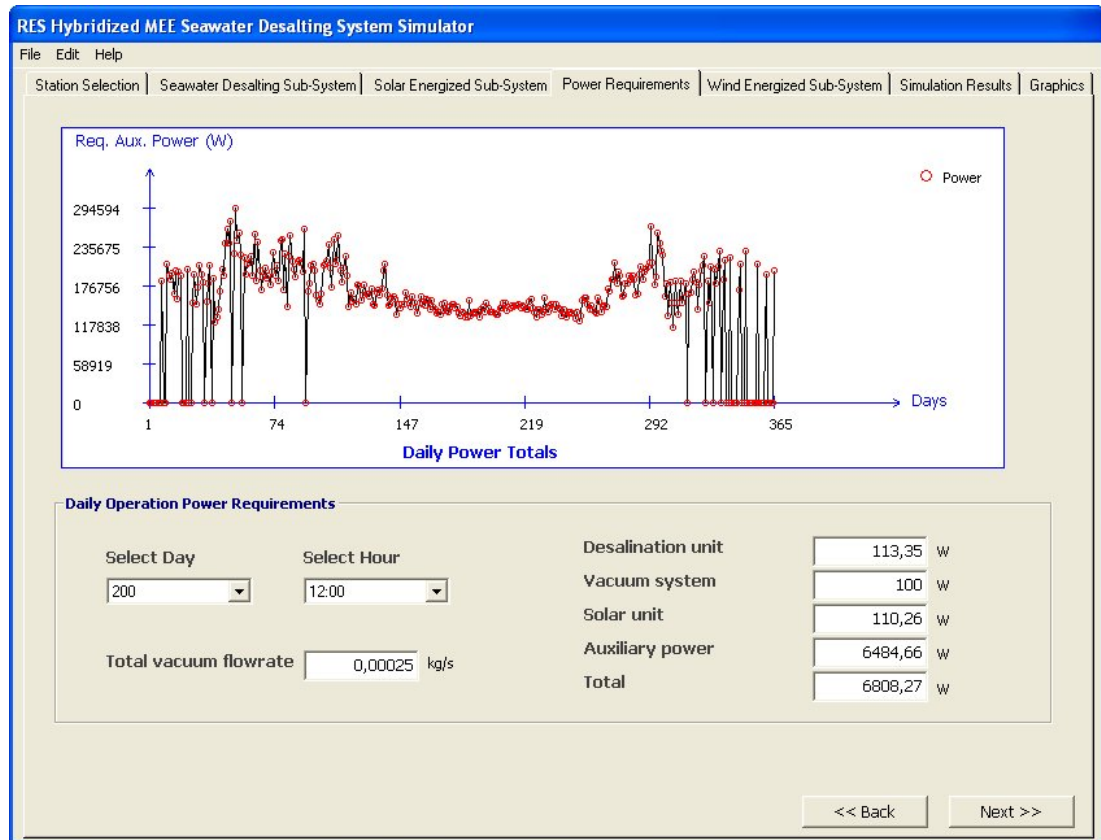 RES Hybridized MEE Seawater Desalting System Simulator
File Edit Help
Station Selection Seawater Desalting Sub-System Solar Energized Sub-System Power Requirements Wind Energized Sub-System Simulation Results Graphics
Req. Aux. Power (W)
Power
294594
235675
176756
117838
58919
0
Days
1 74 147 219 292 365
Daily Power Totals
Daily Operation Power Requirements
Select Day Select Hour
200 12:00
Total vacuum flowrate 0,00025 kg/s
Desalination unit 113,35 W
Vacuum system 100 W
Solar unit 110,26 W
Auxiliary power 6484,66 W
Total 6808,27 W
<< Back Next >>